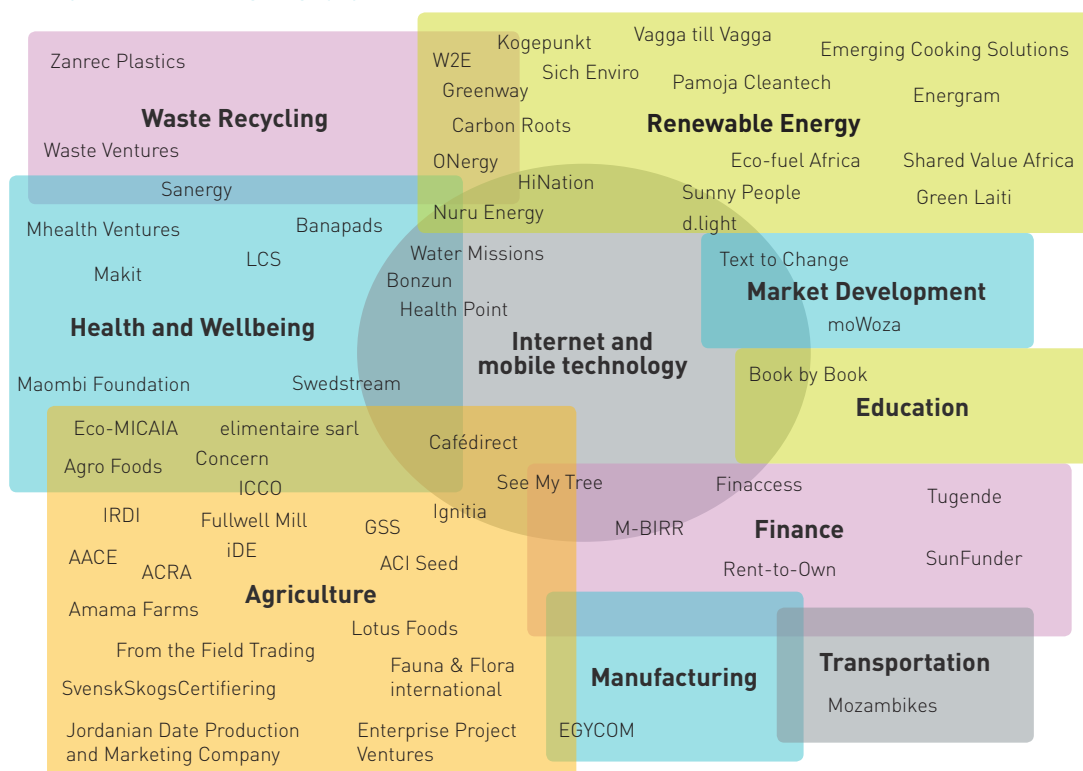 Vagga till Vagga
Kogepunkt
Emerging Cooking Solutions
Zanrec Plastics
W2E
Sich Enviro
Pamoja Cleantech
Greenway
Energram
Waste Recycling
Carbon Roots
Renewable Energy
Waste Ventures
ONergy
Eco-fuel Africa
Shared Value Africa
Sanergy
HiNation
Sunny People
Green Laiti
Nuru Energy
d.light
Mhealth Ventures
Banapads
Water Missions
LCS
Text to Change
Makit
Bonzun
Market Development
Health Point
moWoza
Health and Wellbeing
Internet and
mobile technology
Maombi Foundation
Swedstream
Book by Book
Education
Eco-MICAIA
elimentaire sarl
Cafédirect
Agro Foods
Concern
ICCO
See My Tree
Finaccess
Tugende
IRDI
Fullwell Mill
GSS
Ignitia
M-BIRR
Finance
iDE
AACE
ACRA
ACI Seed
Rent-to-Own
SunFunder
Agriculture
Amama Farms
Lotus Foods
From the Field Trading
Fauna & Flora
international
Manufacturing
Transportation
SvenskSkogsCertifiering
Mozambikes
Jordanian Date Production
and Marketing Company
Enterprise Project
Ventures
EGYCOM